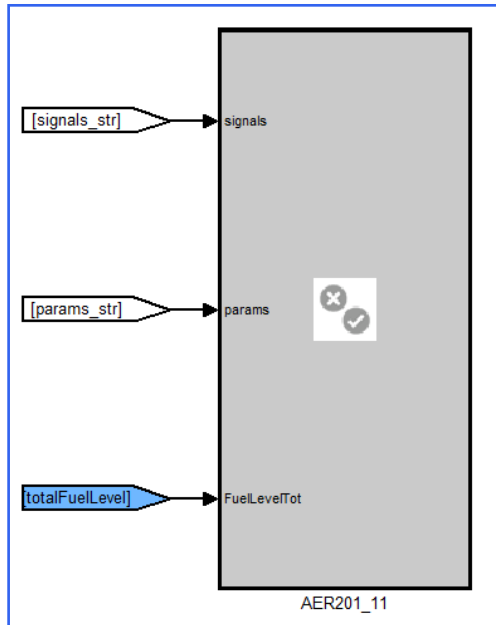 [signals_str]
signals
[params_str]
params
[totalFuelLevel]
FuelLevelTot
AER201_11